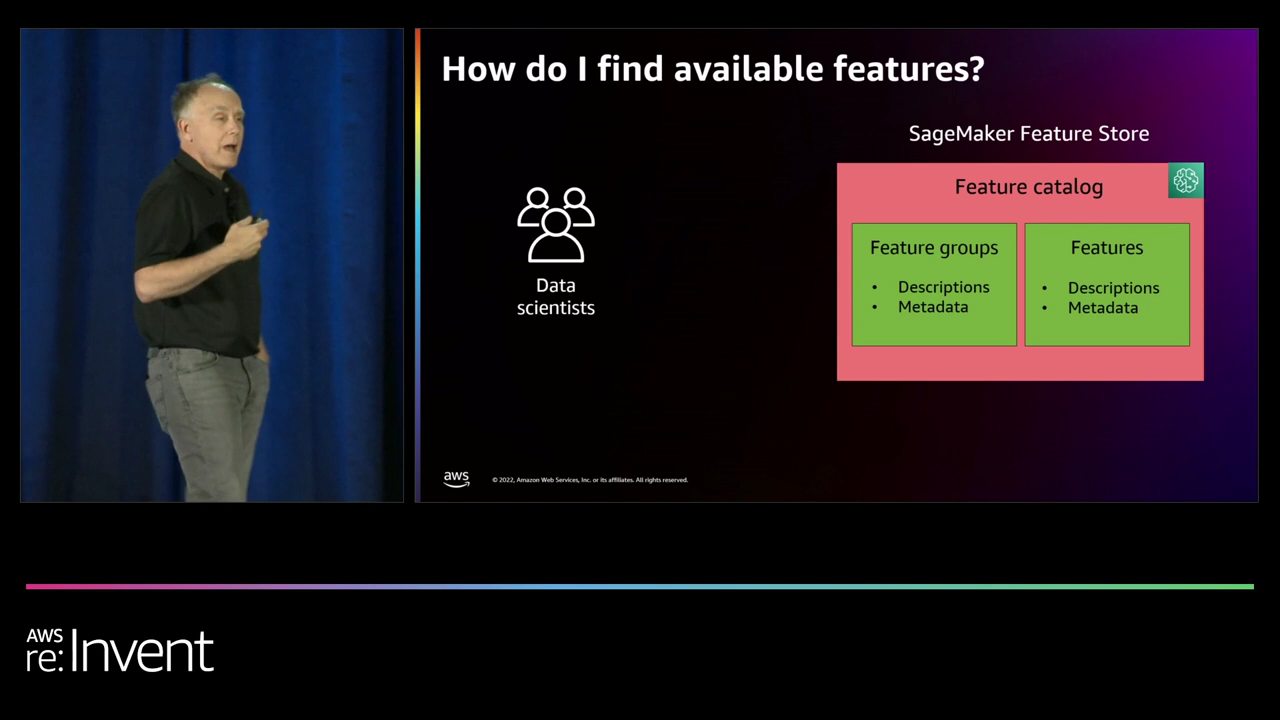 How do I find available features?
SageMaker Feature Store
Feature catalog
Feature groups
• Descriptions
• Metadata
Features
• Descriptions
• Metadata
Data
scientists
aws
© 2022, Amazon Web Services, Inc. or its affiliates. All rights reserved.
AWS
re:Invent